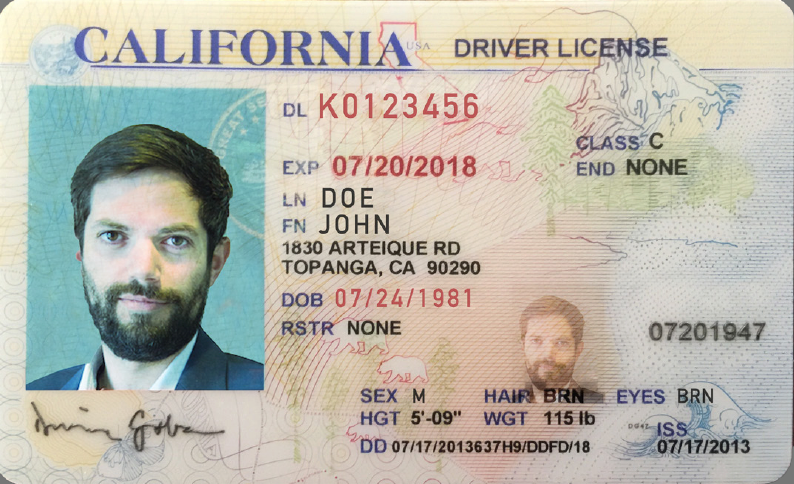 CALIFORNIA USA DRIVER LICENSE
DL K0123456
CLASS C
EXP 07/20/2018 END NONE
LN DOE
FN JOHN
1830 ARTEIQUE RD
TOPANGA, CA 90290
DOB 07/24/1981
RSTR NONE 07201947
SEX M HAIR BRN EYES BRN
HGT 5'-09" WGT 115 lb ISS
DD 07/17/2013637H9/DDFD/18 07/17/2013